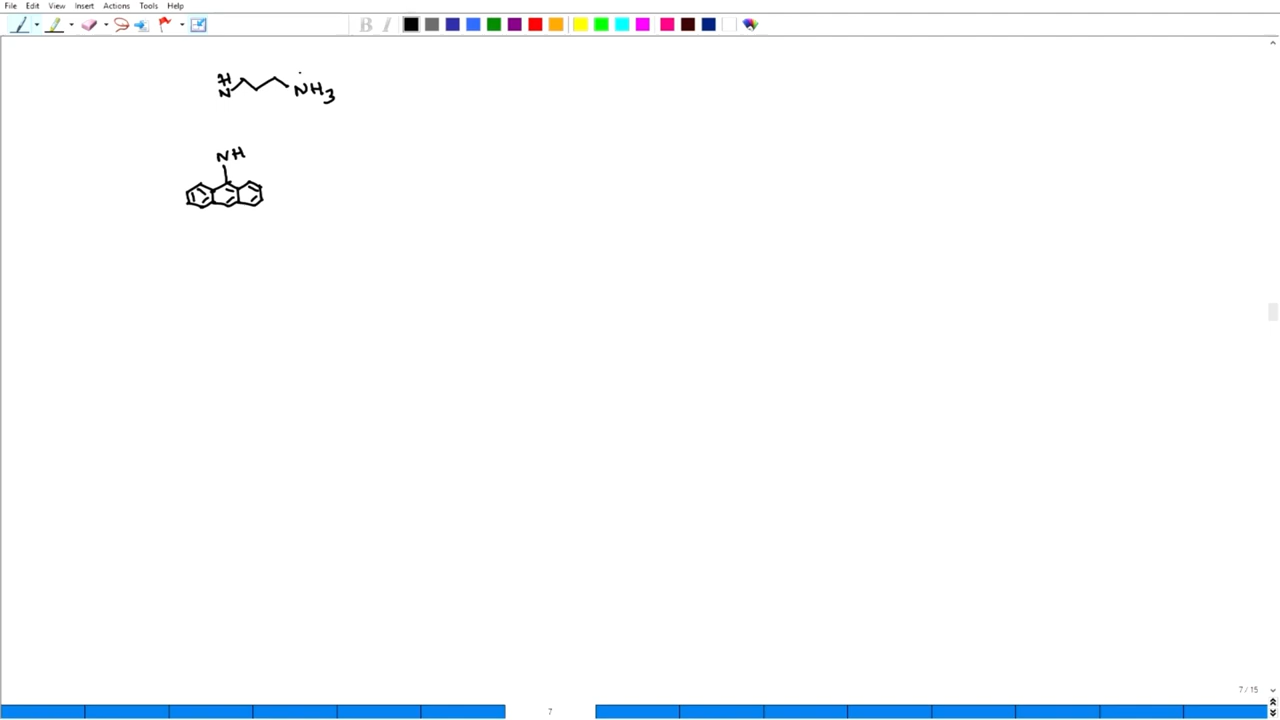 File Edit View Insert Actions Tools Help
B I
H
N NH3
NH
7 / 15
7